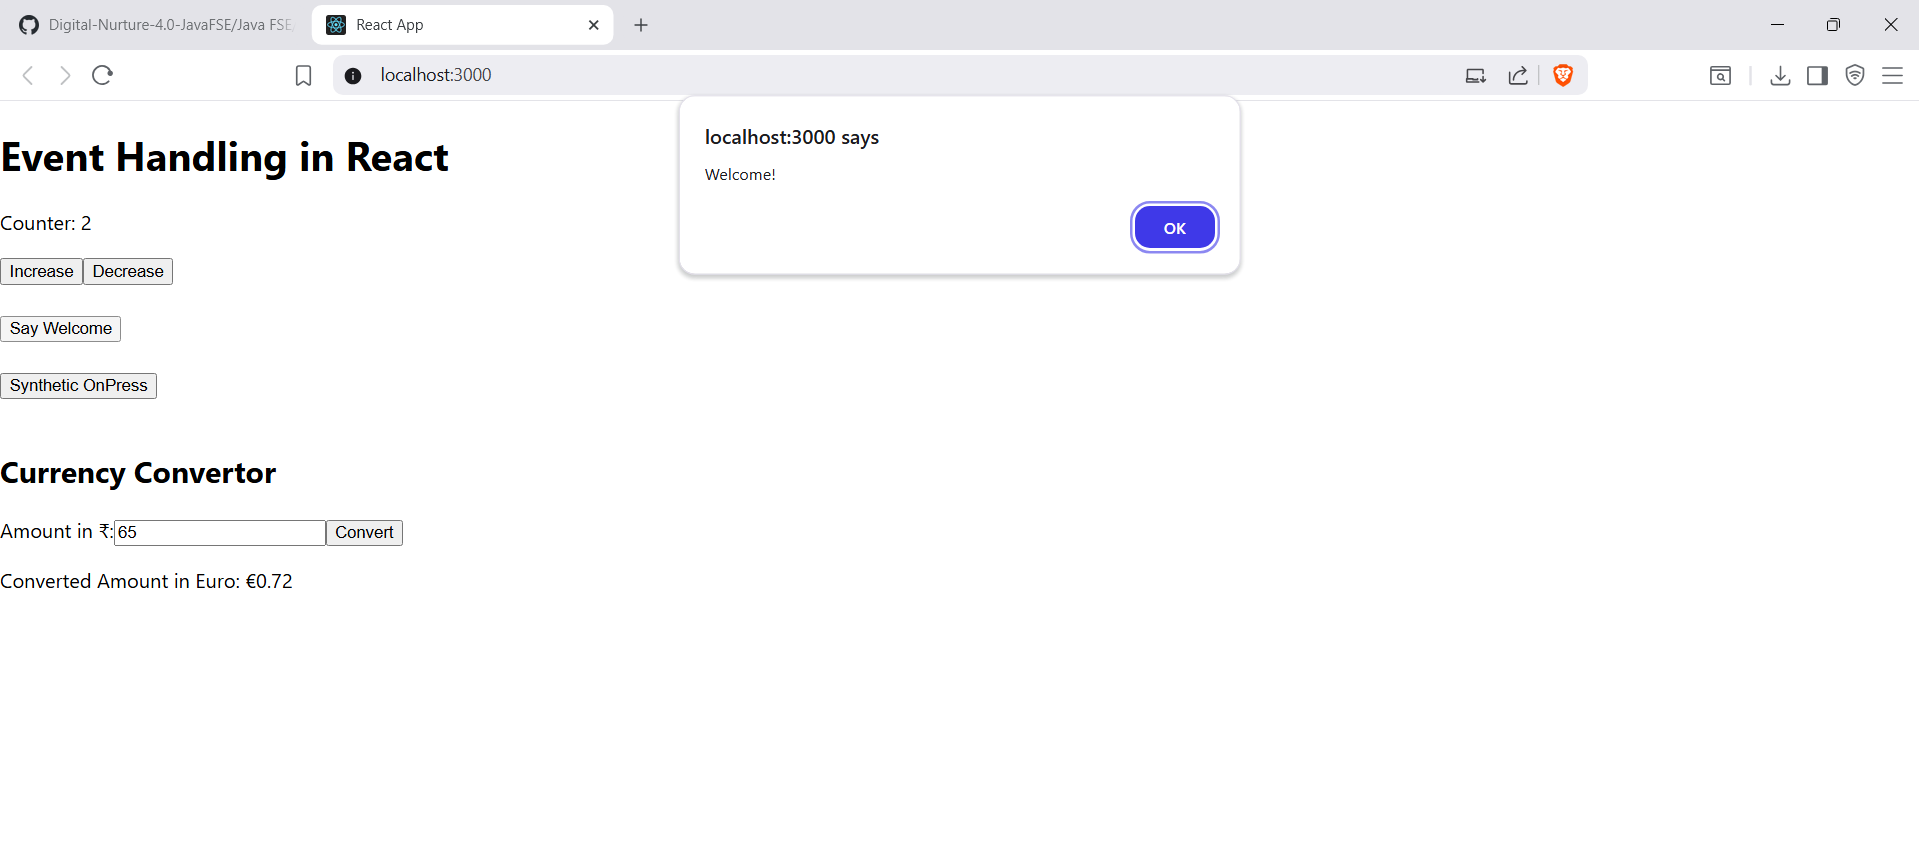 Digital-Nurture-4.0-JavaFSE/Java FSE/
React App
localhost:3000
localhost:3000 says
Welcome!
OK
Event Handling in React
Counter: 2
Increase Decrease
Say Welcome
Synthetic OnPress
Currency Convertor
Amount in ₹: 65 Convert
Converted Amount in Euro: €0.72